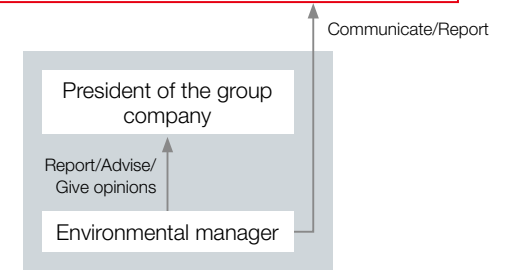 Communicate/Report
President of the group
company
Report/Advise/
Give opinions
Environmental manager